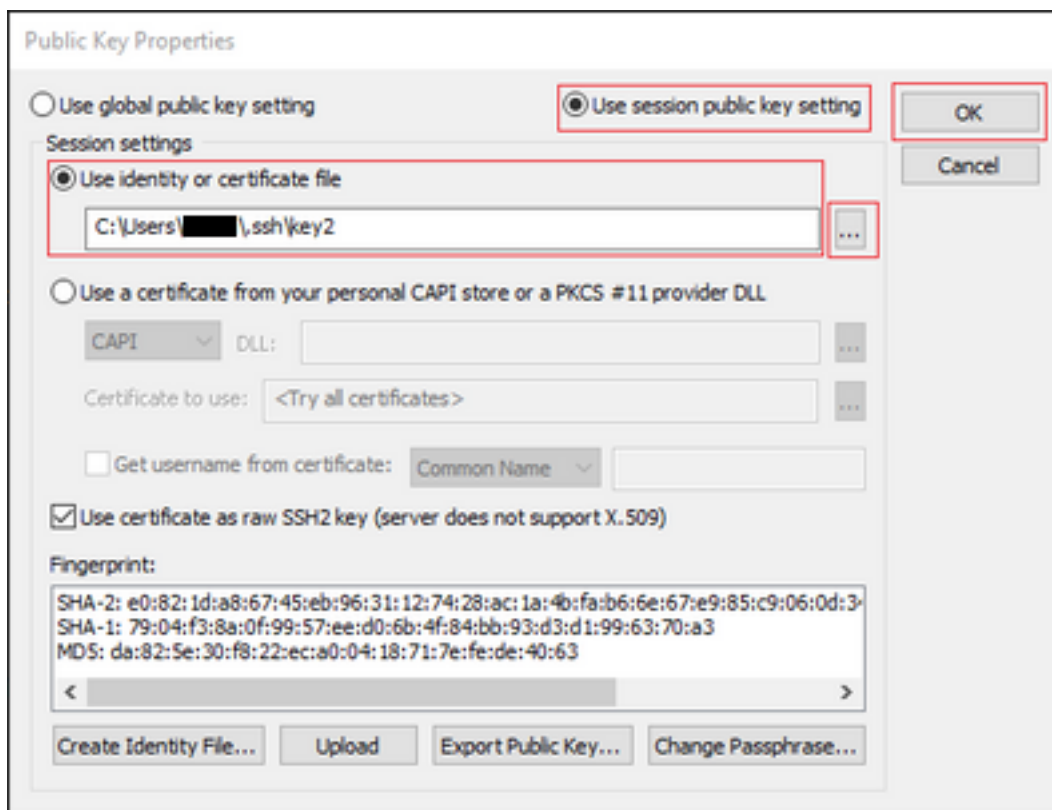 Public Key Properties
Use global public key setting
Use session public key setting
OK
Session settings
Cancel
Use identity or certificate file
C:\Users\ \.ssh\key2
...
Use a certificate from your personal CAPI store or a PKCS #11 provider DLL
CAPI
DLL:
...
Certificate to use:
<Try all certificates>
...
Get username from certificate:
Common Name
Use certificate as raw SSH2 key (server does not support X.509)
Fingerprint:
SHA-2: e0:82:1d:a8:67:45:eb:96:31:12:74:28:ac:1a:4b:fa:b6:6e:67:e9:85:c9:06:0d:34
SHA-1: 79:04:f3:8a:0f:99:57:ee:d0:6b:4f:84:bb:93:d3:d1:99:63:70:a3
MD5: da:82:5e:30:f8:22:ec:a0:04:18:71:7e:fe:de:40:63
Create Identity File...
Upload
Export Public Key...
Change Passphrase...